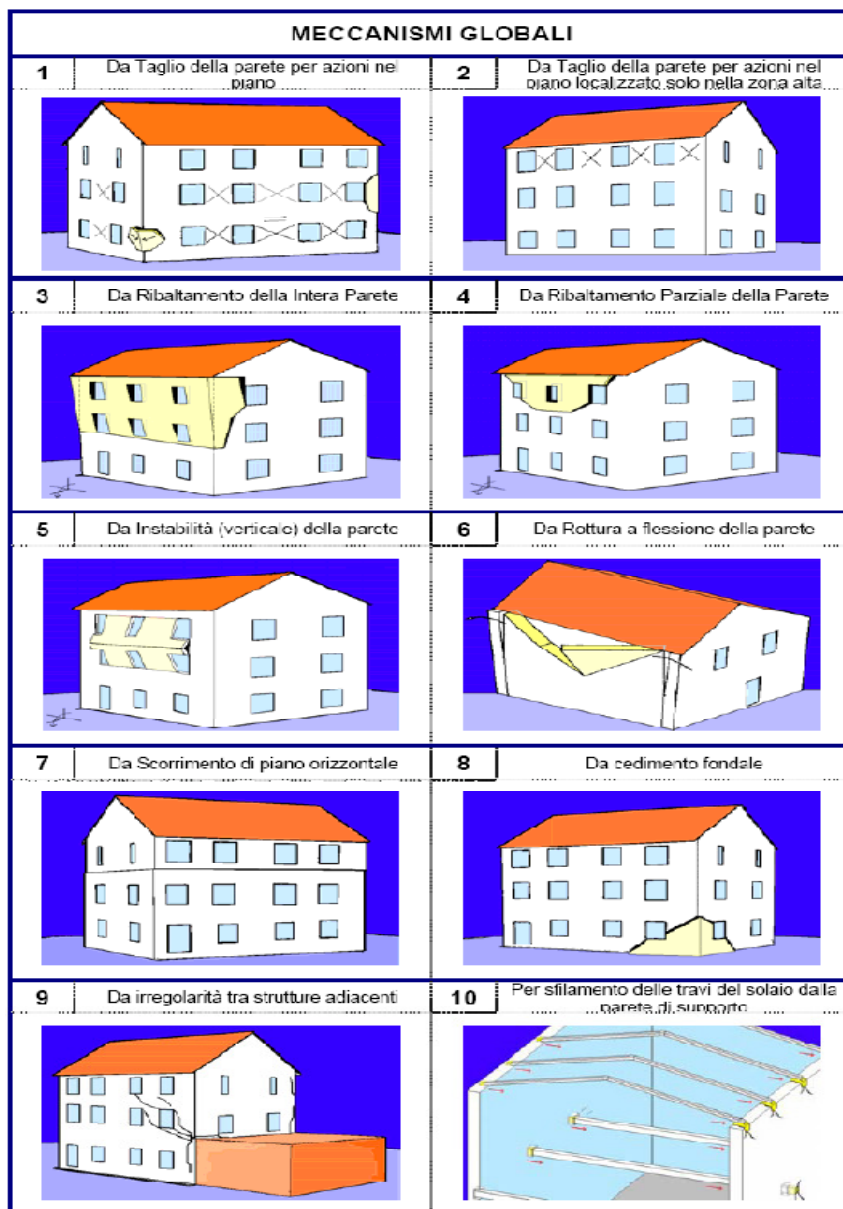 MECCANISMI GLOBALI
1
Da Taglio della parete per azioni nel
piano
2
Da Taglio della parete per azioni nel
piano localizzato solo nella zona alta
3
Da Ribaltamento della Intera Parete
4
Da Ribaltamento Parziale della Parete
5
Da Instabilità (verticale) della parete
6
Da Rottura a flessione della parete
7
Da Scorrimento di piano orizzontale
8
Da cedimento fondale
9
Da irregolarità tra strutture adiacenti
10
Per sfilamento delle travi del solaio dalla
parete di supporto